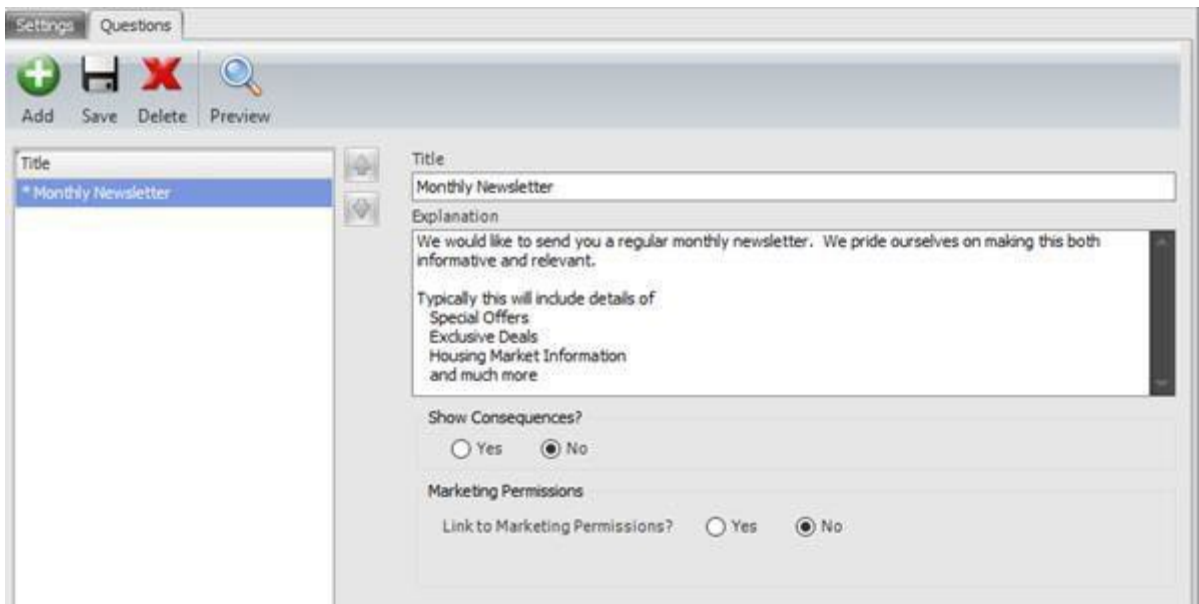 Settings Questions
Add Save Delete Preview
Title
* Monthly Newsletter
Title
Monthly Newsletter
Explanation
We would like to send you a regular monthly newsletter.  We pride ourselves on making this both
informative and relevant.
Typically this will include details of
Special Offers
Exclusive Deals
Housing Market Information
and much more
Show Consequences?
Yes No
Marketing Permissions
Link to Marketing Permissions? Yes No